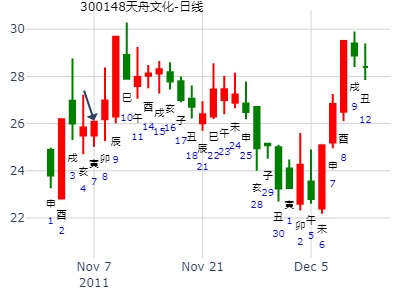 300148天舟文化-日线
30
28
26
24
22
申
1
酉
2
戌
3
亥
4
寅
7
卯
8
辰
9
巳
10
午
11
酉
14
戌
15
亥
16
子
17
丑
18
辰
21
巳
22
午
23
未
24
申
25
亥
28
子
29
丑
30
寅
1
卯
2
午
5
未
6
申
7
酉
8
戌
9
丑
12
Nov 7
2011
Nov 21
Dec 5